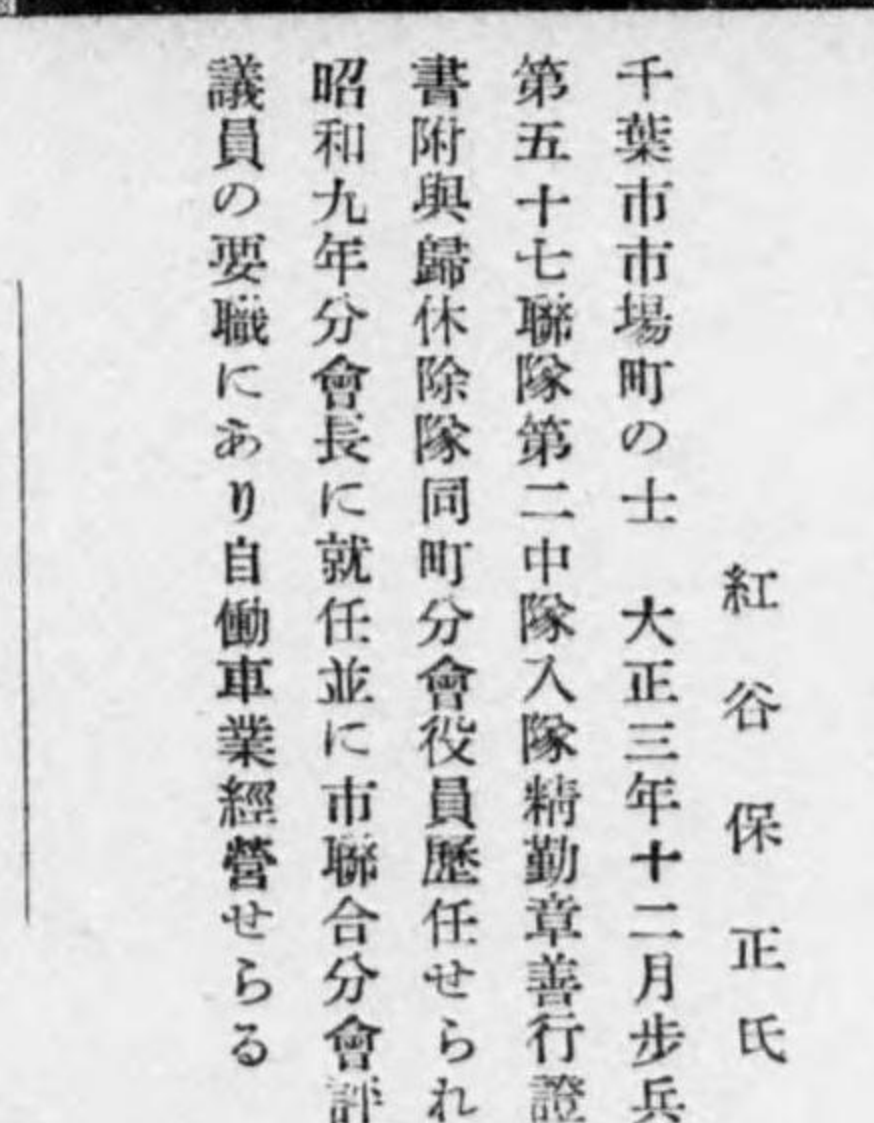 紅谷保正氏
千葉市市場町の士　大正三年十二月步兵
第五十七聯隊第二中隊入隊精勤章善行證
書附與歸休除隊同町分會役員歷任せられ
昭和九年分會長に就任並に市聯合分會評
議員の要職にあり自働車業經營せらる